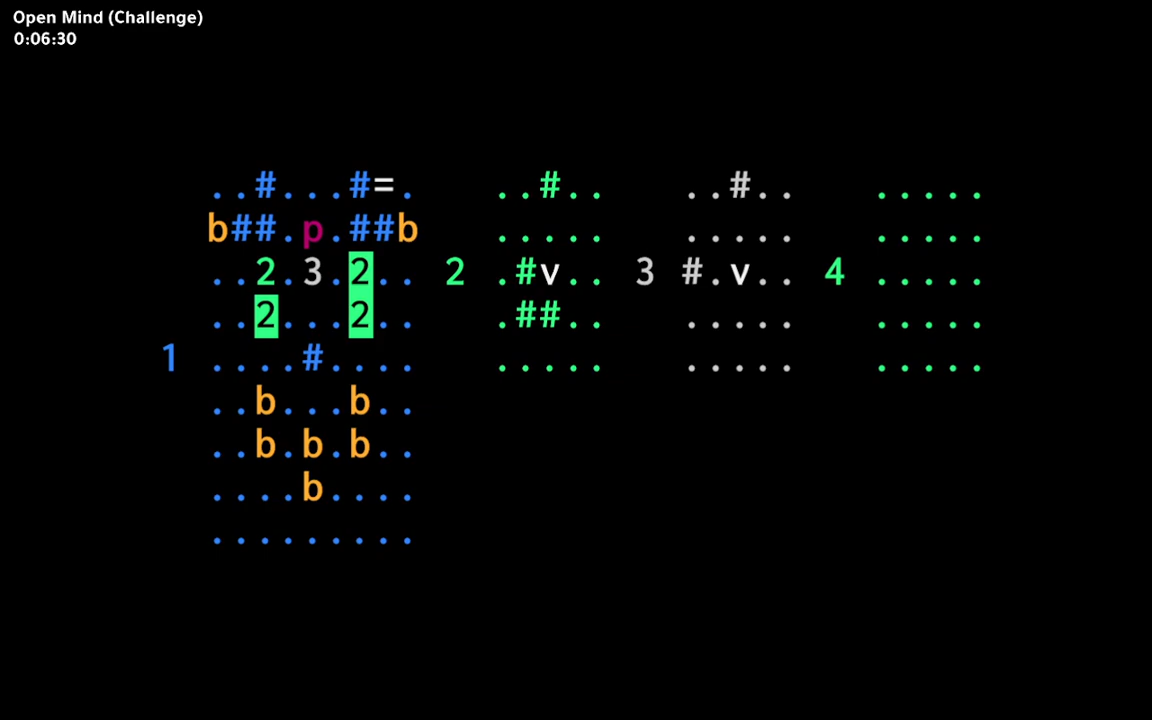 Open Mind (Challenge)
0:06:30
. . # . . . # = . . . # . . . . # . . . . . . .
b # # . p . # # b . . . . . . . . . . . . . . .
. . 2 . 3 . 2 . . 2 . # v . . 3 # . v . . 4 . . . . .
. . 2 . . . 2 . . . # # . . . . . . . . . . . .
1 . . . . # . . . . . . . . . . . . . . . . . . .
. . b . . . b . .
. . b . b . b . .
. . . . b . . . .
. . . . . . . . .